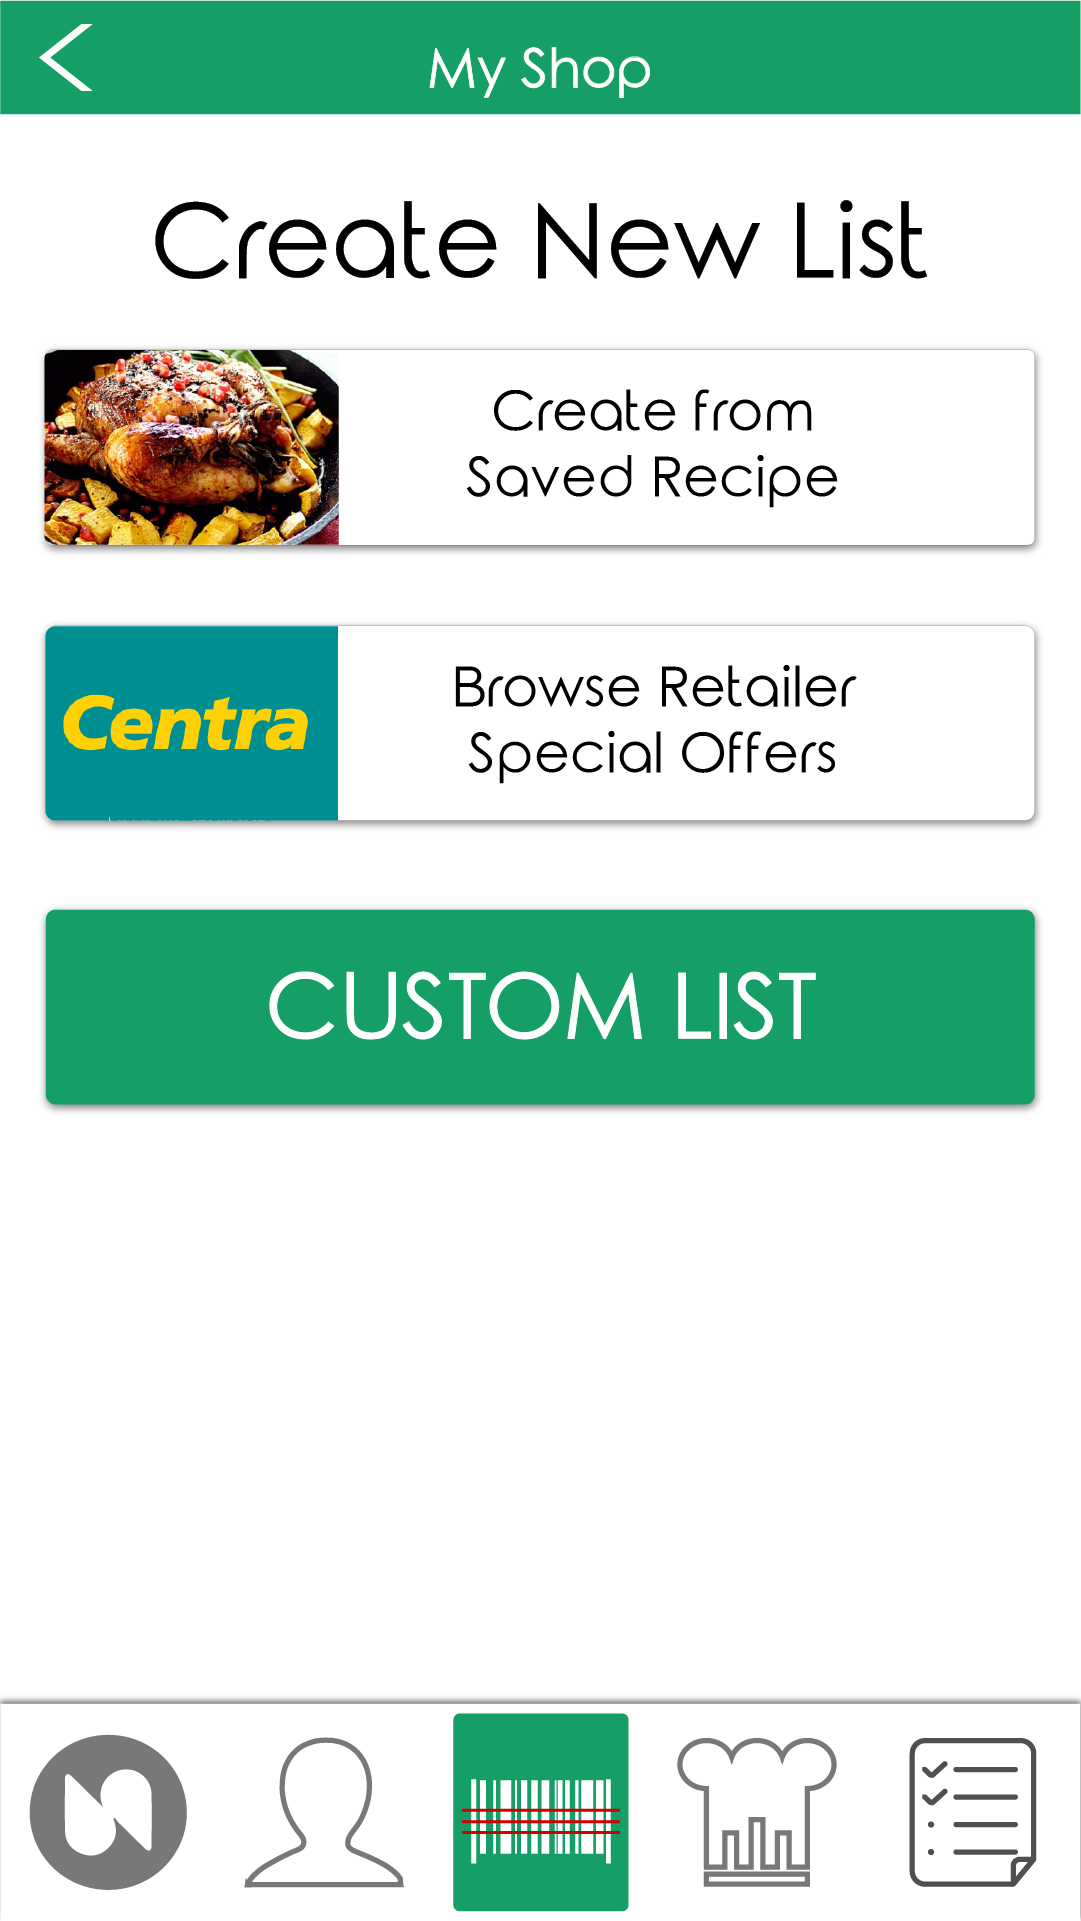 My Shop
Create New List
Create from
Saved Recipe
Centra
Browse Retailer
Special Offers
CUSTOM LIST